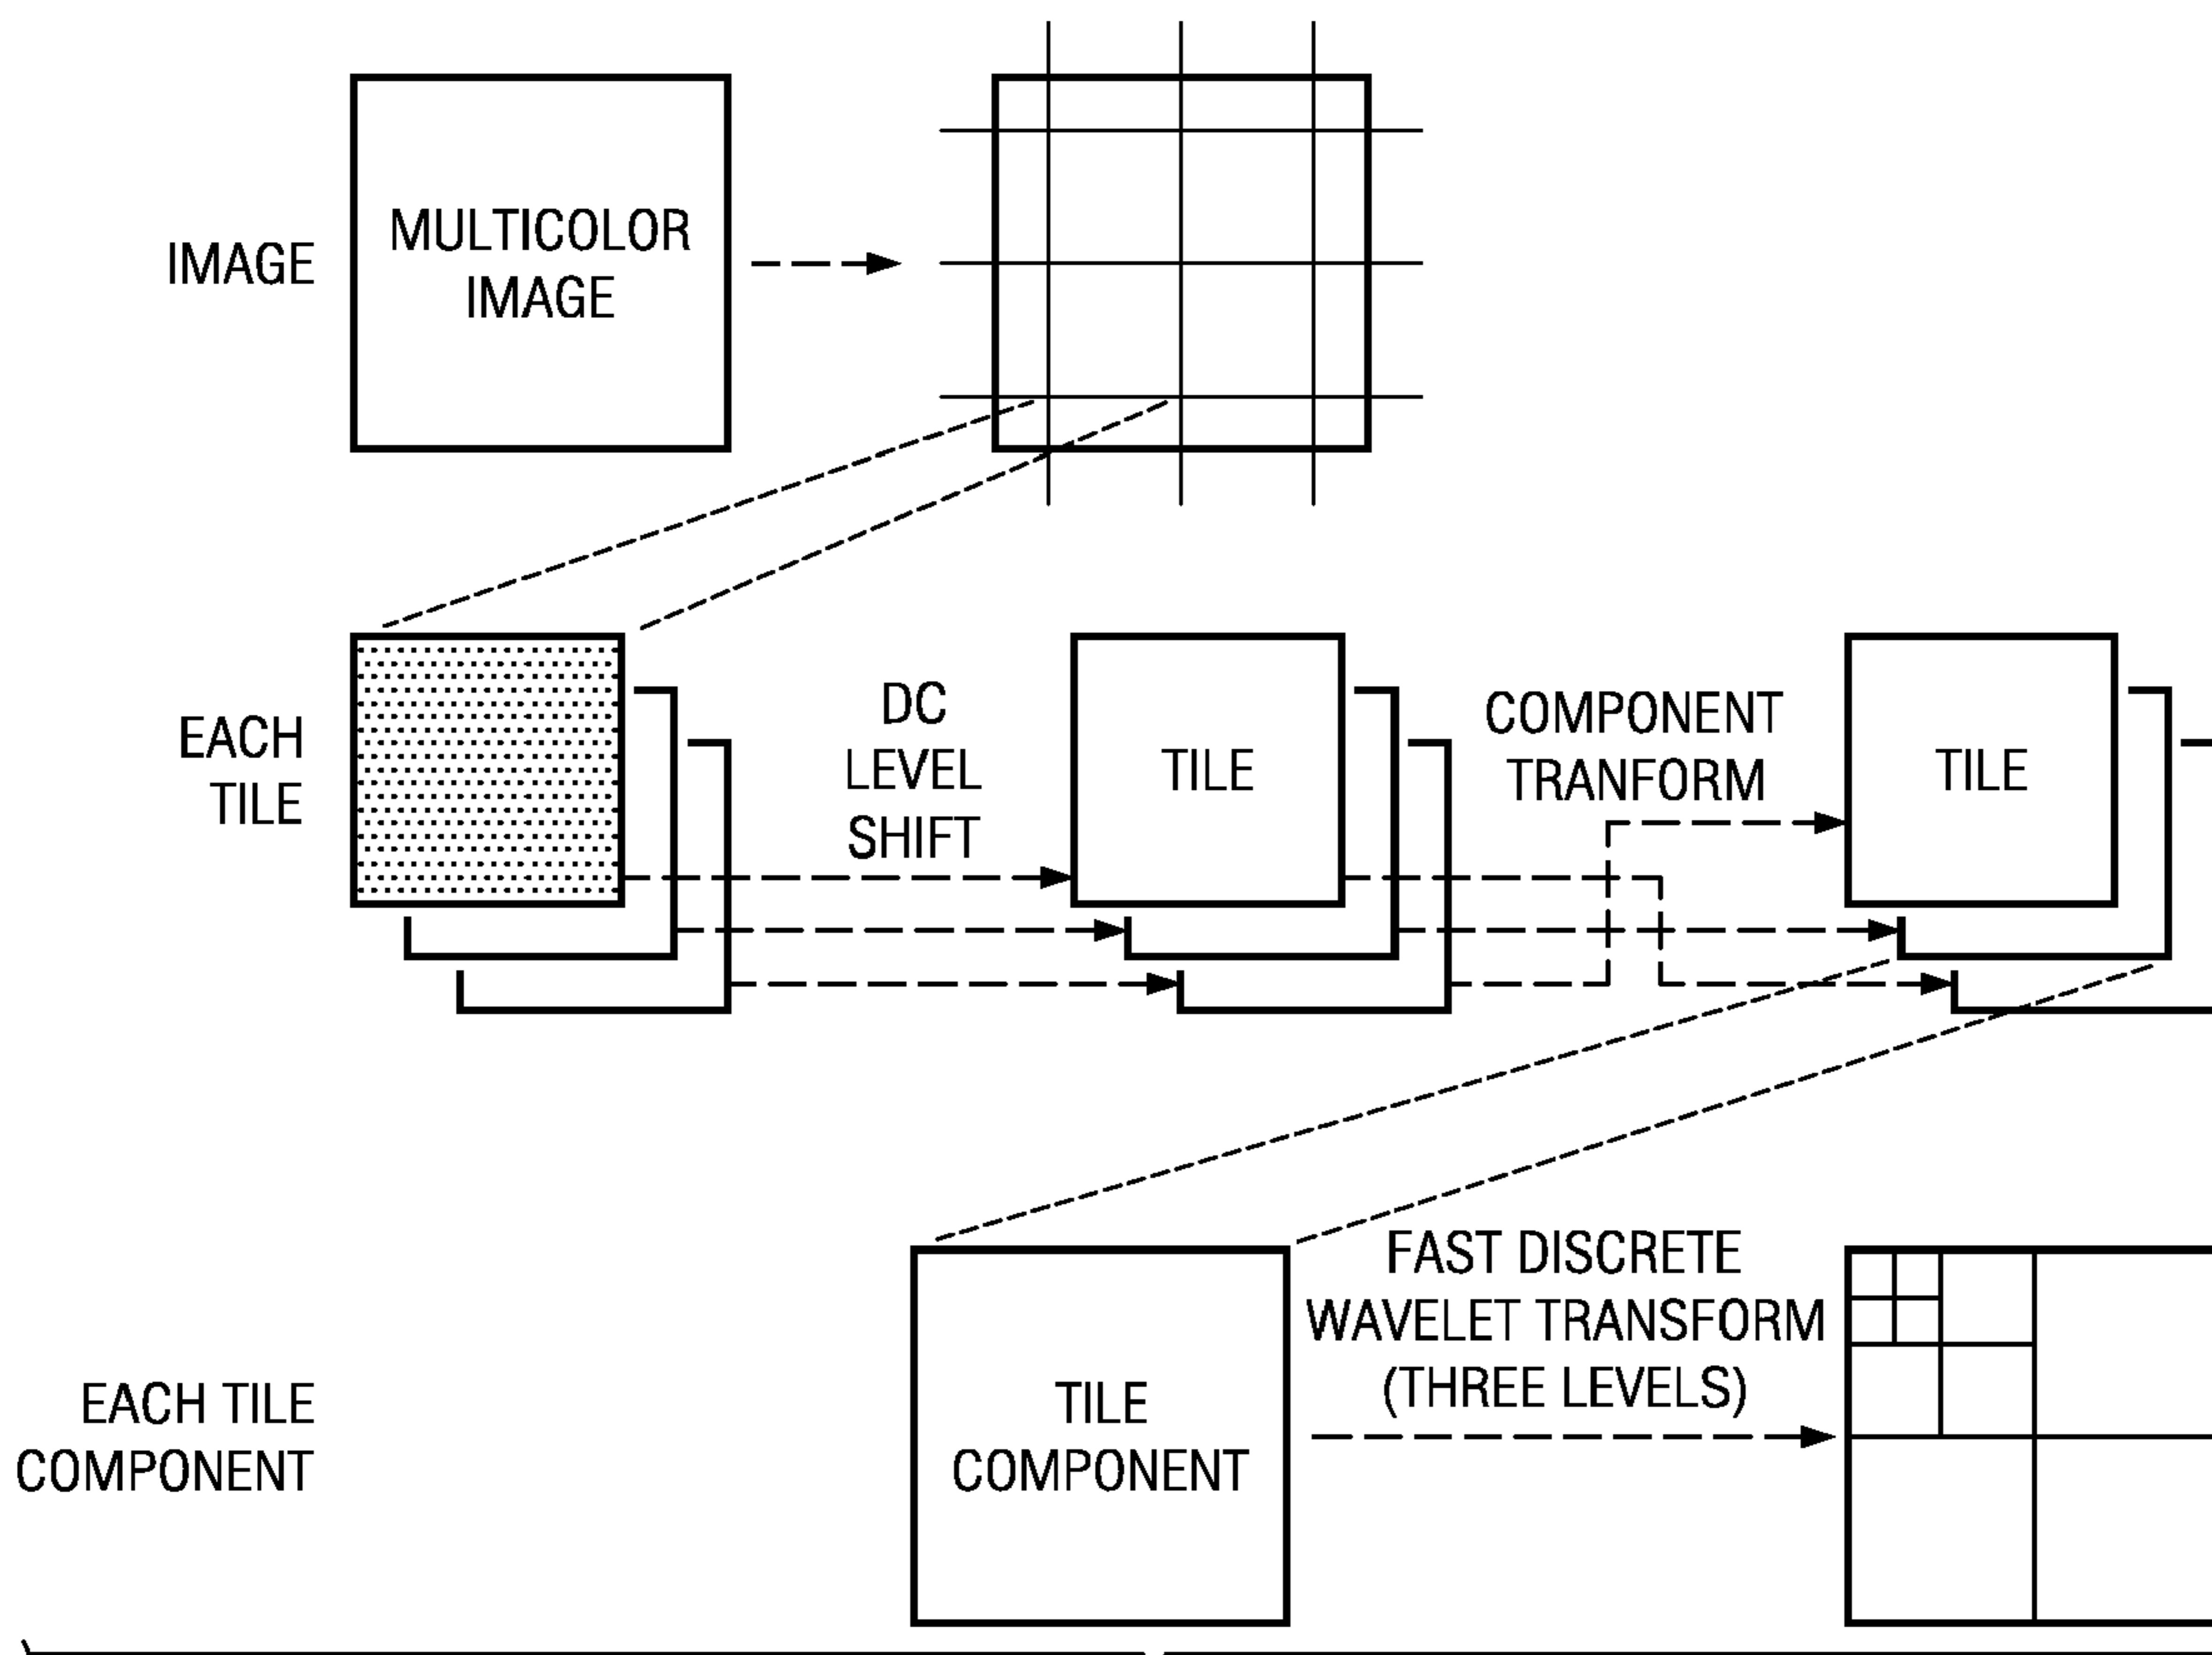 IMAGE
MULTICOLOR
IMAGE
EACH
TILE
DC
LEVEL
SHIFT
TILE
COMPONENT
TRANFORM
TILE
EACH TILE
COMPONENT
TILE
COMPONENT
FAST DISCRETE
WAVELET TRANSFORM
(THREE LEVELS)